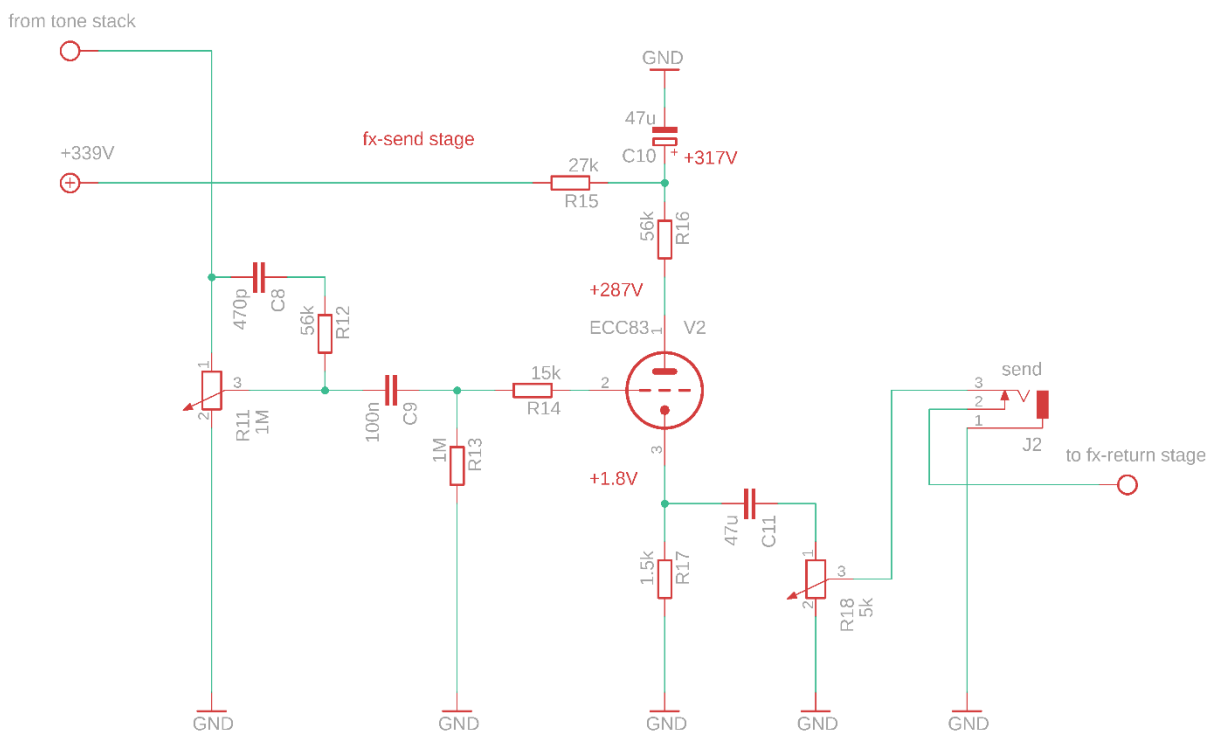 from tone stack
GND
47u
fx-send stage
+339V
C10
+
+317V
27k
R15
56k
R16
+287V
470p
C8
56k
R12
ECC83
1
V2
1
3
2
R11
1M
100n
C9
15k
R14
2
send
3
2
1
J2
1M
R13
3
to fx-return stage
+1.8V
47u
C11
1.5k
R17
1
3
2
R18
5k
GND
GND
GND
GND
GND